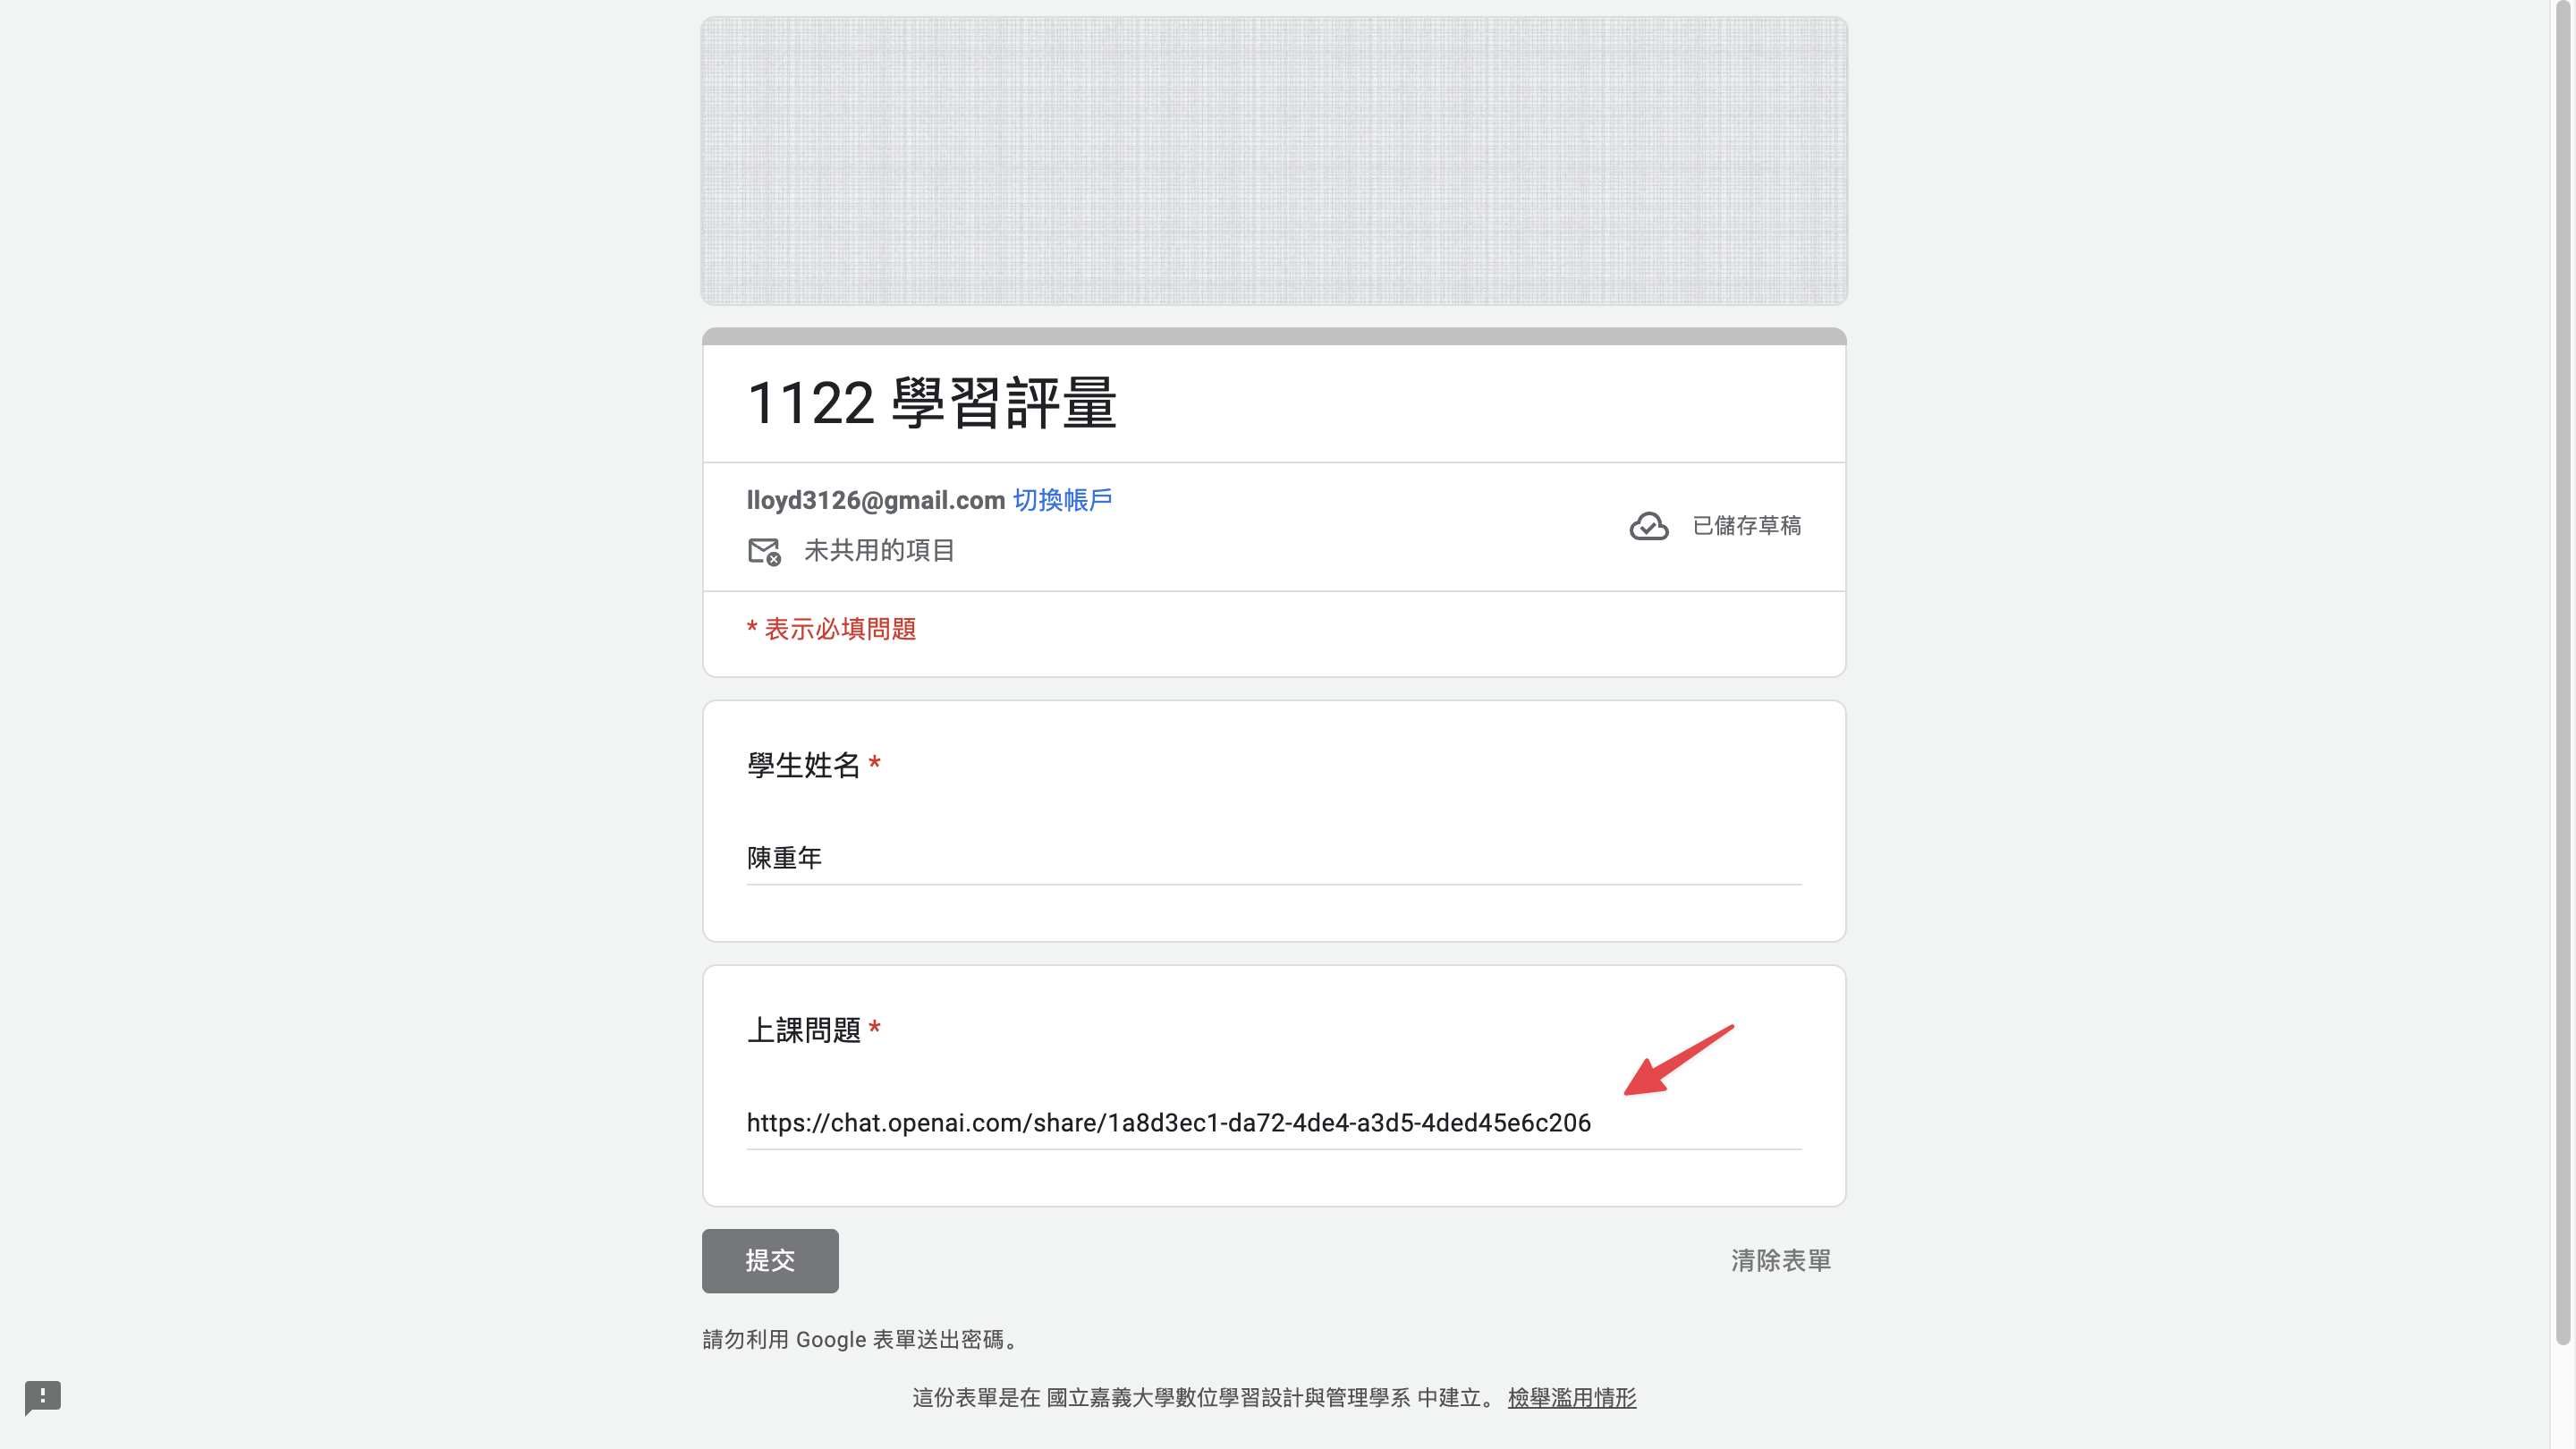 1122 學習評量
lloyd3126@gmail.com 切換帳戶
未共用的項目
已儲存草稿
* 表示必填問題
學生姓名 *
陳重年
上課問題 *
https://chat.openai.com/share/1a8d3ec1-da72-4de4-a3d5-4ded45e6c206
提交
清除表單
請勿利用 Google 表單送出密碼。
這份表單是在 國立嘉義大學數位學習設計與管理學系 中建立。 檢舉濫用情形